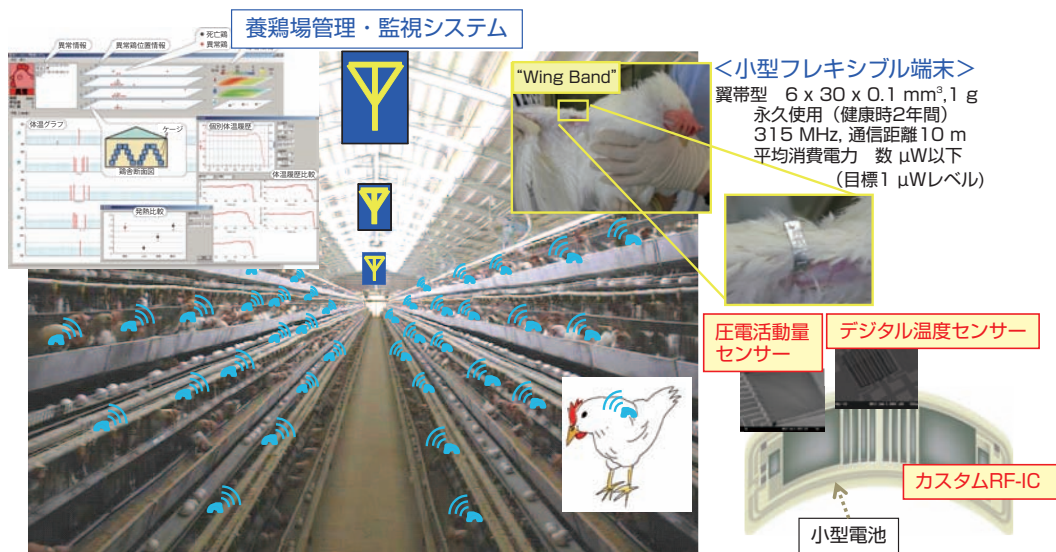 養鶏場管理・監視システム
異常情報
異常鶏位置情報
●死亡鶏
●異常鶏
体温グラフ
ケージ
鶏舎断面図
個別体温履歴
体温履歴比較
発熱比較
“Wing Band”
＜小型フレキシブル端末＞
翼帯型 6 x 30 x 0.1 mm³,1 g
永久使用（健康時2年間）
315 MHz, 通信距離10 m
平均消費電力 数 μW以下
（目標1 μWレベル）
圧電活動量
センサー
デジタル温度センサー
カスタムRF-IC
小型電池